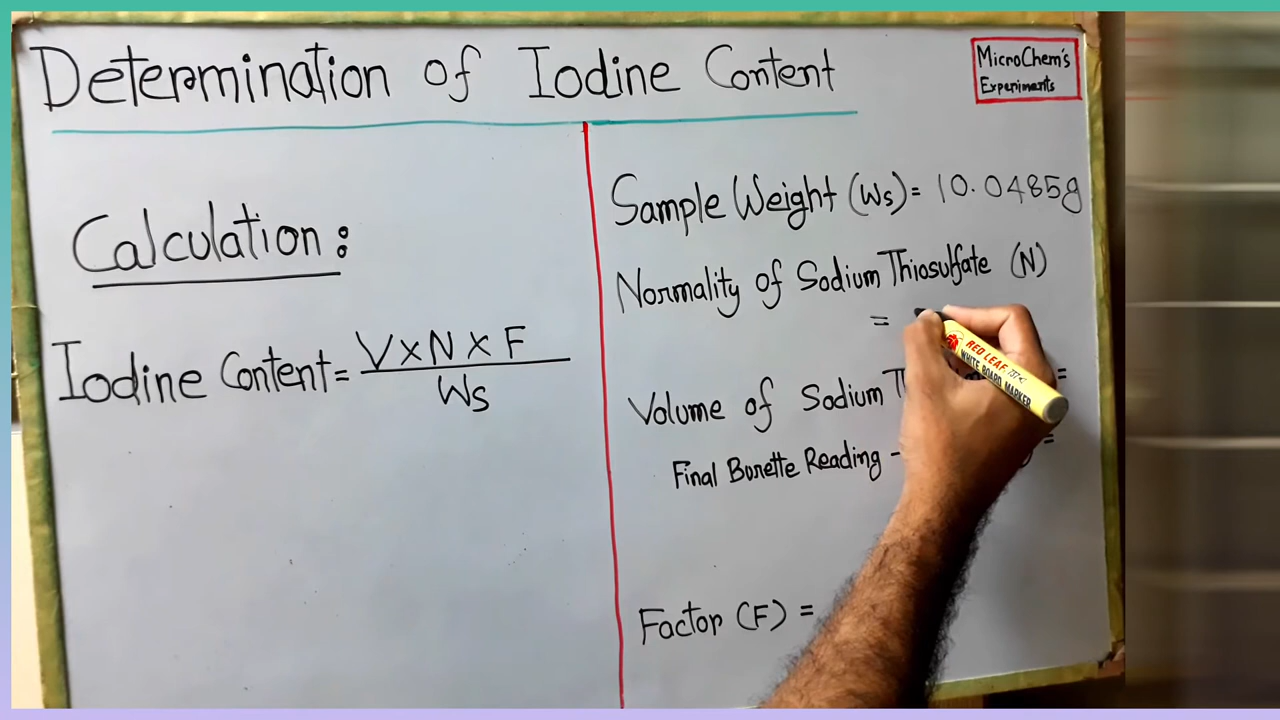 Determination of Iodine Content
MicroChem's
Experiments
Calculation:
Iodine Content = V×N×F
Ws
Sample Weight (Ws) = 10.0485g
Normality of Sodium Thiosulfate (N)
=
Volume of Sodium =
Final Burette Reading - =
Factor (F) =
RED LEAF
WHITE BOARD MARKER